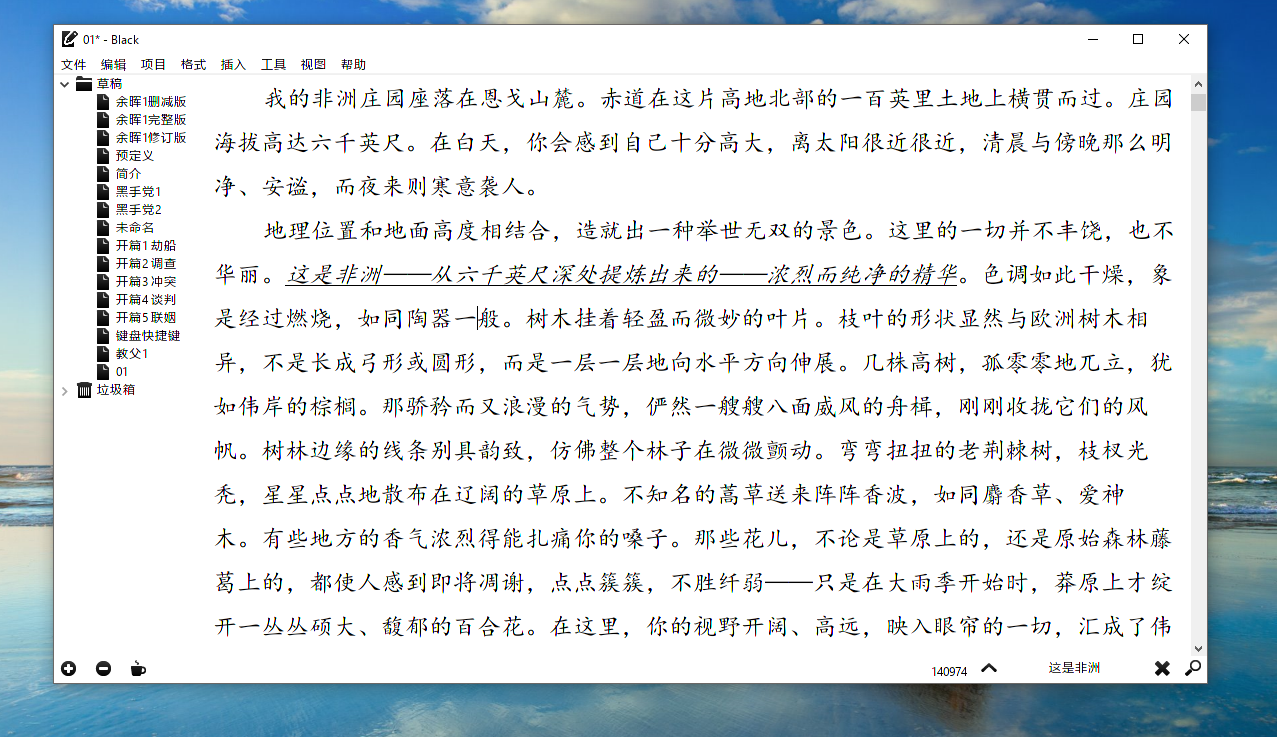 01* - Black
文件 编辑 项目 格式 插入 工具 视图 帮助
草稿
余晖1删减版
余晖1完整版
余晖1修订版
预定义
简介
黑手党1
黑手党2
未命名
开篇1劫船
开篇2调查
开篇3冲突
开篇4谈判
开篇5联姻
键盘快捷键
教父1
01
垃圾箱
我的非洲庄园座落在恩戈山麓。赤道在这片高地北部的一百英里土地上横贯而过。庄园
海拔高达六千英尺。在白天，你会感到自己十分高大，离太阳很近很近，清晨与傍晚那么明
净、安谧，而夜来则寒意袭人。
地理位置和地面高度相结合，造就出一种举世无双的景色。这里的一切并不丰饶，也不
华丽。这是非洲——从六千英尺深处提炼出来的——浓烈而纯净的精华。色调如此干燥，象
是经过燃烧，如同陶器一般。树木挂着轻盈而微妙的叶片。枝叶的形状显然与欧洲树木相
异，不是长成弓形或圆形，而是一层一层地向水平方向伸展。几株高树，孤零零地兀立，犹
如伟岸的棕榈。那骄矜而又浪漫的气势，俨然一艘艘八面威风的舟楫，刚刚收拢它们的风
帆。树林边缘的线条别具韵致，仿佛整个林子在微微颤动。弯弯扭扭的老荆棘树，枝杈光
秃，星星点点地散布在辽阔的草原上。不知名的蒿草送来阵阵香波，如同麝香草、爱神
木。有些地方的香气浓烈得能扎痛你的嗓子。那些花儿，不论是草原上的，还是原始森林藤
葛上的，都使人感到即将凋谢，点点簇簇，不胜纤弱——只是在大雨季开始时，莽原上才绽
开一丛丛硕大、馥郁的百合花。在这里，你的视野开阔、高远，映入眼帘的一切，汇成了伟
140974
这是非洲